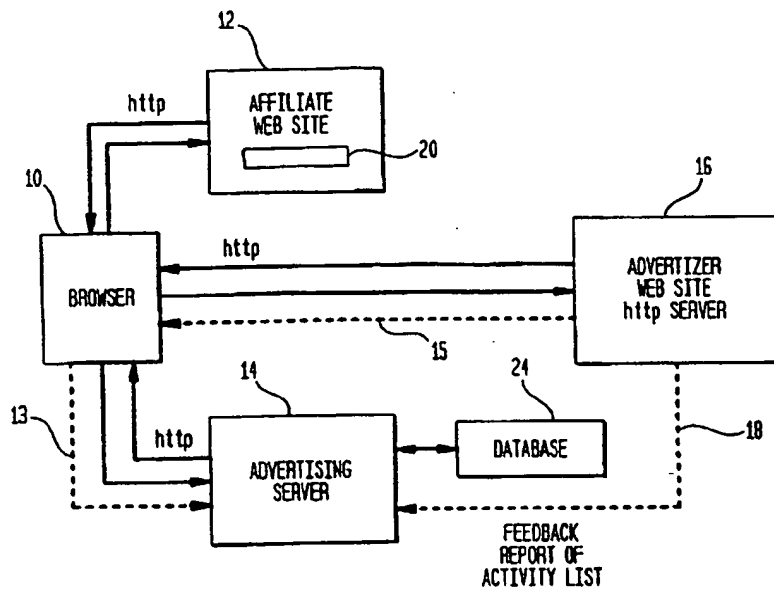 12
http
AFFILIATE
WEB SITE
20
10
16
http
BROWSER
ADVERTIZER
WEB SITE
http SERVER
15
14
24
13
http
DATABASE
18
ADVERTISING
SERVER
FEEDBACK
REPORT OF
ACTIVITY LIST